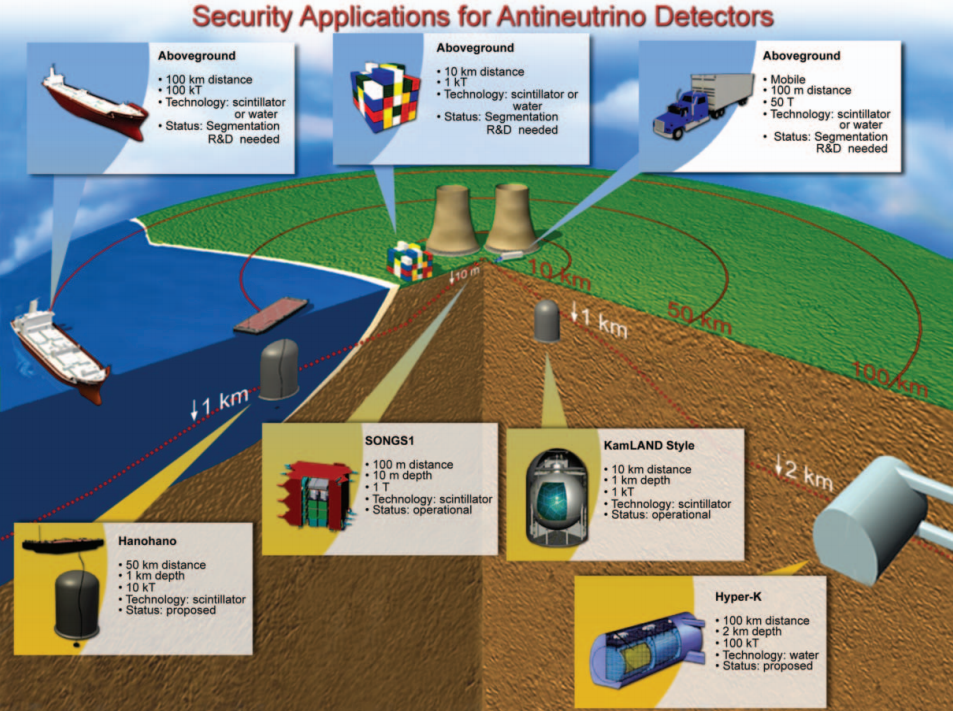 Security Applications for Antineutrino Detectors
Aboveground
• 100 km distance
• 100 kT
• Technology: scintillator
or water
• Status: Segmentation
R&D needed
Aboveground
• 10 km distance
• 1 kT
• Technology: scintillator or
water
• Status: Segmentation
R&D needed
Aboveground
• Mobile
• 100 m distance
• 50 T
• Technology: scintillator
or water
• Status: Segmentation
R&D needed
↓10 m
10 km
50 km
100 km
↓1 km
↓1 km
↓2 km
SONGS1
• 100 m distance
• 10 m depth
• 1 T
• Technology: scintillator
• Status: operational
KamLAND Style
• 10 km distance
• 1 km depth
• 1 kT
• Technology: scintillator
• Status: operational
Hanohano
• 50 km distance
• 1 km depth
• 10 kT
• Technology: scintillator
• Status: proposed
Hyper-K
• 100 km distance
• 2 km depth
• 100 kT
• Technology: water
• Status: proposed